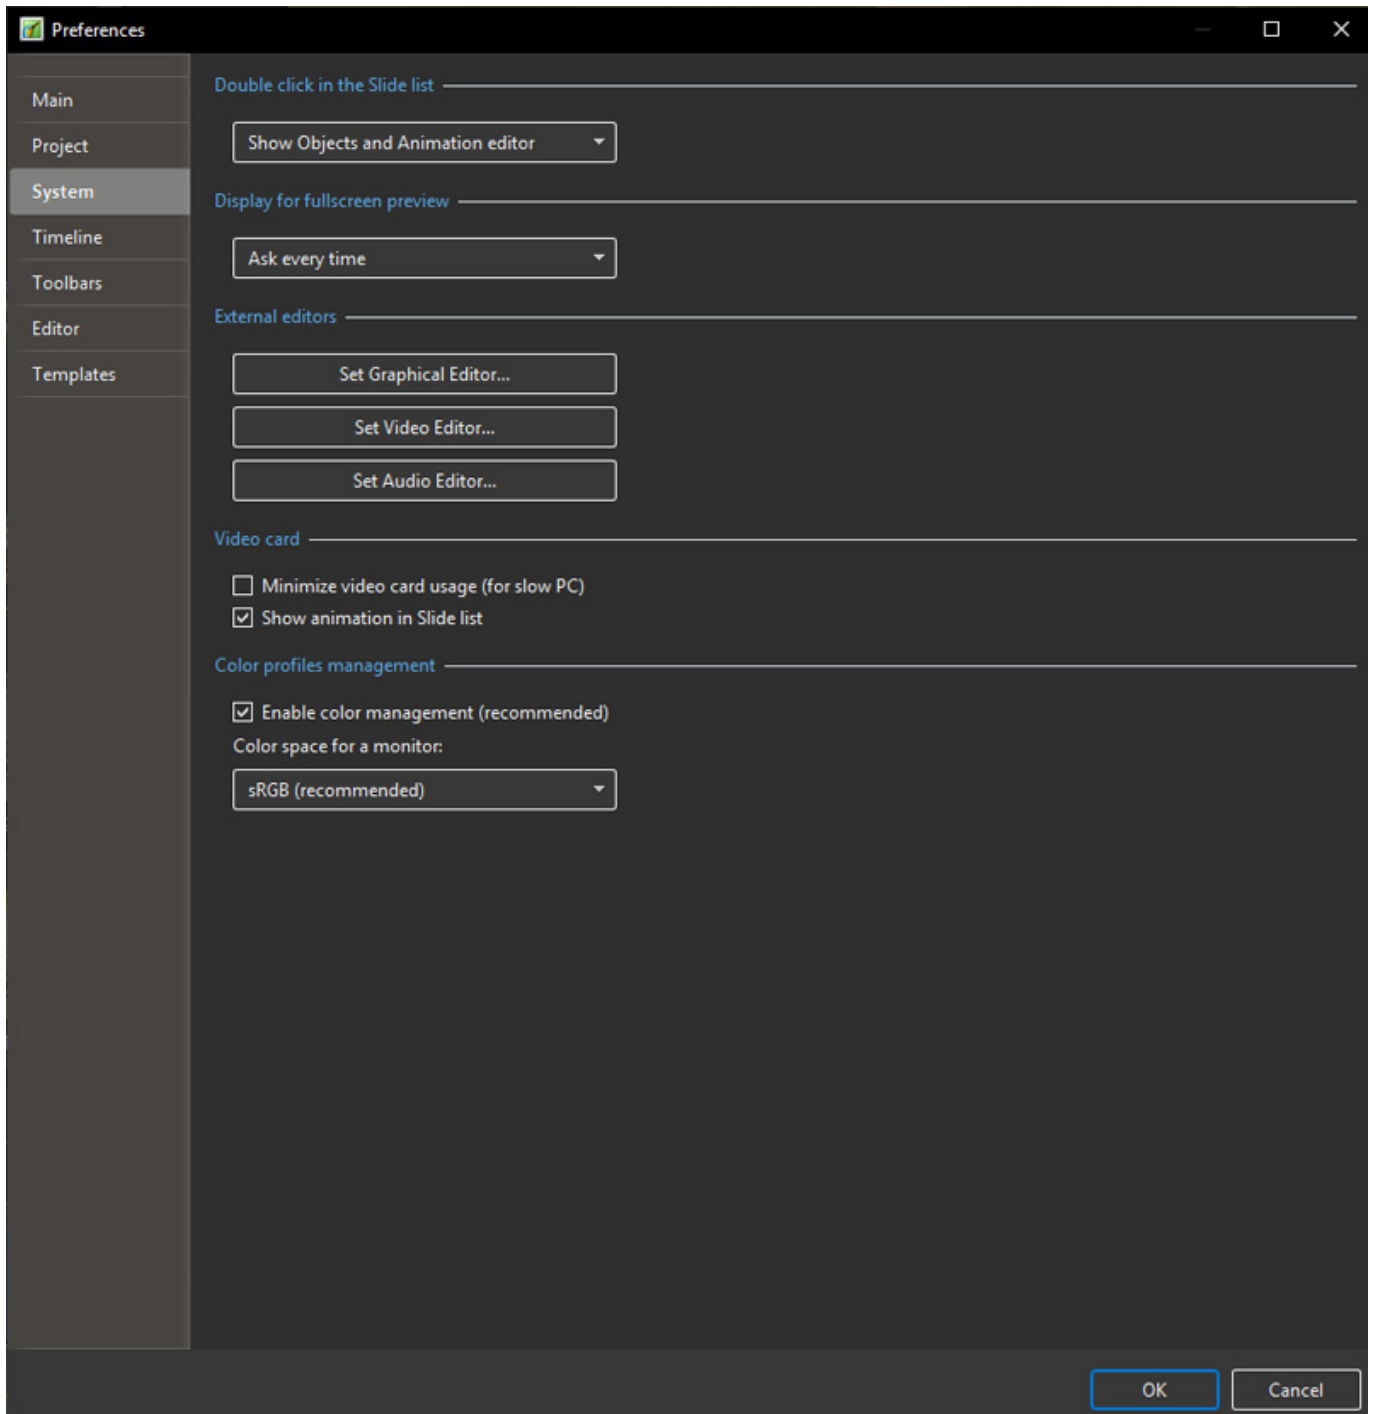 Preferences
Main
Project
System
Timeline
Toolbars
Editor
Templates
Double click in the Slide list
Show Objects and Animation editor
Display for fullscreen preview
Ask every time
External editors
Set Graphical Editor...
Set Video Editor...
Set Audio Editor...
Video card
Minimize video card usage (for slow PC)
Show animation in Slide list
Color profiles management
Enable color management (recommended)
Color space for a monitor:
sRGB (recommended)
OK
Cancel